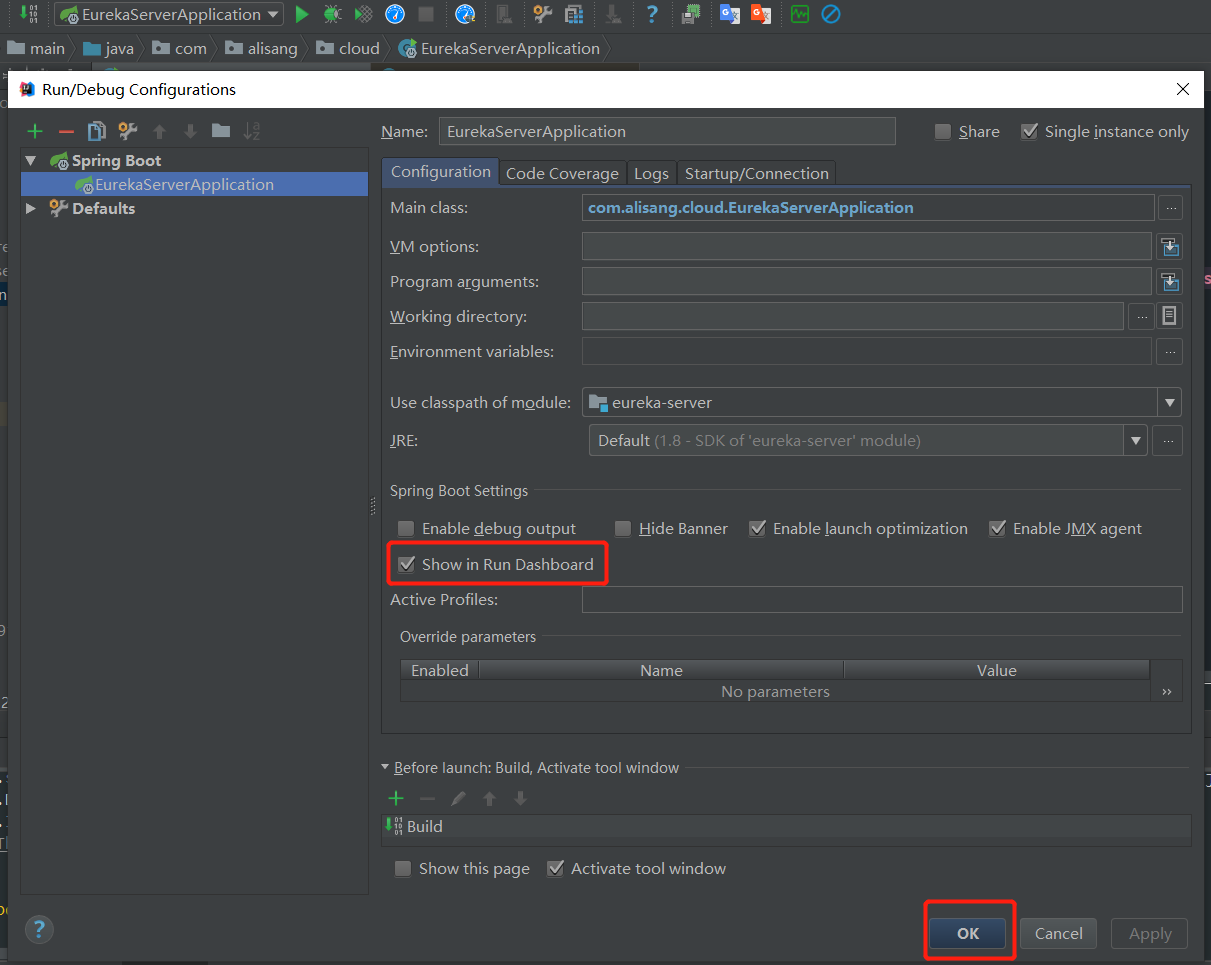 EurekaServerApplication
main java com alisang cloud EurekaServerApplication
Run/Debug Configurations
Name: EurekaServerApplication Share Single instance only
Spring Boot
EurekaServerApplication
Defaults
Configuration Code Coverage Logs Startup/Connection
Main class: com.alisang.cloud.EurekaServerApplication ...
VM options:
Program arguments:
Working directory: ...
Environment variables: ...
Use classpath of module: eureka-server
JRE: Default (1.8 - SDK of 'eureka-server' module) ...
Spring Boot Settings
Enable debug output Hide Banner Enable launch optimization Enable JMX agent
Show in Run Dashboard
Active Profiles:
Override parameters
Enabled Name Value
No parameters »
Before launch: Build, Activate tool window
Build
Show this page Activate tool window
? OK Cancel Apply